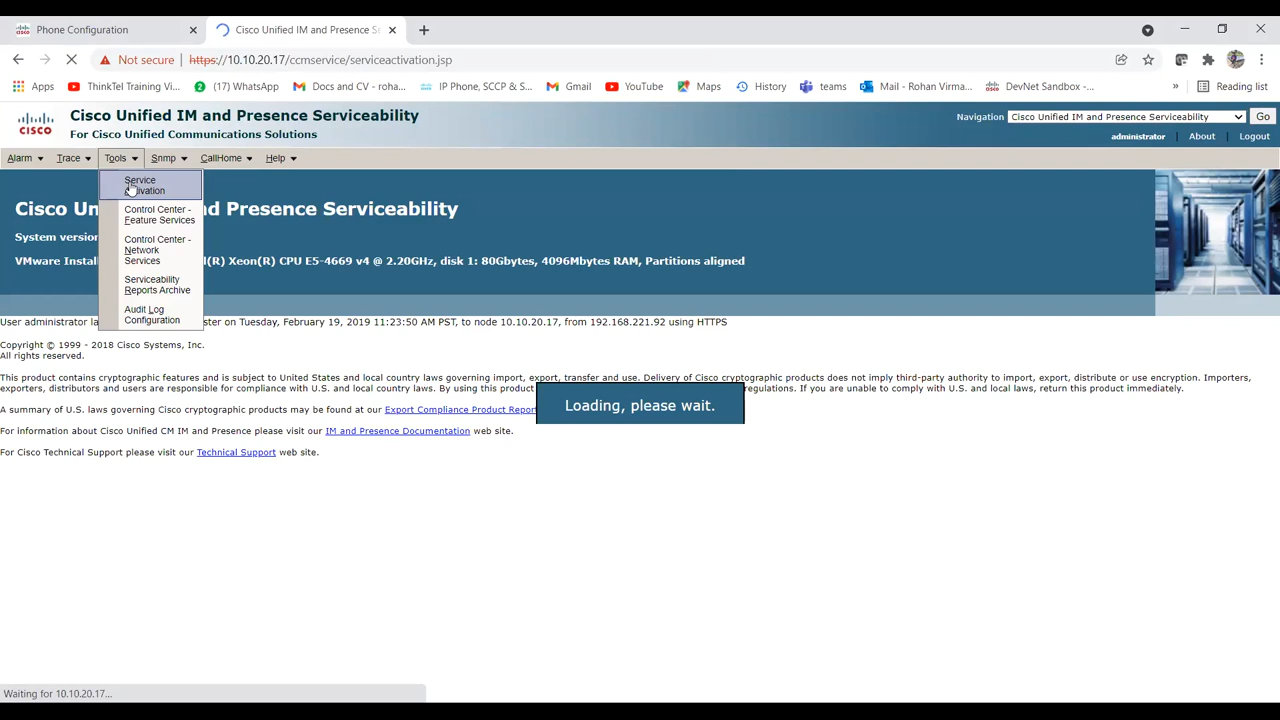 Phone Configuration
Cisco Unified IM and Presence Se
Not secure
https://10.10.20.17/ccmservice/serviceactivation.jsp
Apps
ThinkTel Training Vi...
(17) WhatsApp
Docs and CV - roha...
IP Phone, SCCP & S...
Gmail
YouTube
Maps
History
teams
Mail - Rohan Virma...
DevNet Sandbox -...
»
Reading list
CISCO
Cisco Unified IM and Presence Serviceability
For Cisco Unified Communications Solutions
Navigation
Cisco Unified IM and Presence Serviceability
Go
administrator
About
Logout
Alarm
Trace
Tools
Snmp
CallHome
Help
Service
Activation
Control Center -
Feature Services
Control Center -
Network
Services
Serviceability
Reports Archive
Audit Log
Configuration
Cisco Un
and Presence Serviceability
System version
VMware Instal
l(R) Xeon(R) CPU E5-4669 v4 @ 2.20GHz, disk 1: 80Gbytes, 4096Mbytes RAM, Partitions aligned
User administrator la
ster on Tuesday, February 19, 2019 11:23:50 AM PST, to node 10.10.20.17, from 192.168.221.92 using HTTPS
Copyright © 1999 - 2018 Cisco Systems, Inc.
All rights reserved.
This product contains cryptographic features and is subject to United States and local country laws governing import, export, transfer and use. Delivery of Cisco cryptographic products does not imply third-party authority to import, export, distribute or use encryption. Importers,
exporters, distributors and users are responsible for compliance with U.S. and local country laws. By using this product
regulations. If you are unable to comply with U.S. and local laws, return this product immediately.
A summary of U.S. laws governing Cisco cryptographic products may be found at our Export Compliance Product Report
Loading, please wait.
For information about Cisco Unified CM IM and Presence please visit our IM and Presence Documentation web site.
For Cisco Technical Support please visit our Technical Support web site.
Waiting for 10.10.20.17...